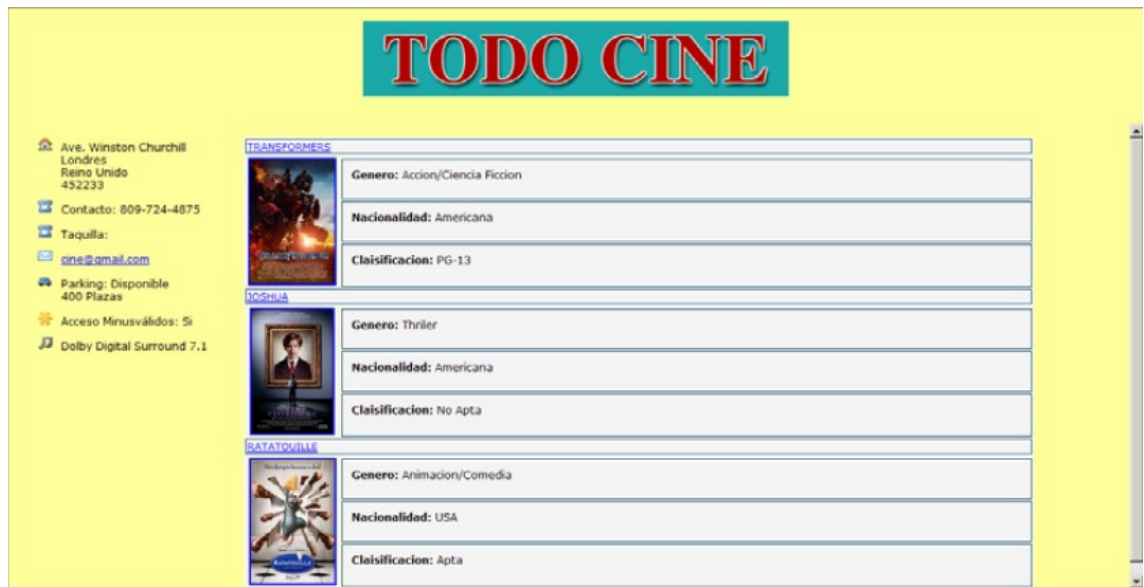 TODO CINE
Ave. Winston Churchill
Londres
Reino Unido
452233
Contacto: 809-724-4875
Taquilla:
cine@gmail.com
Parking: Disponible
400 Plazas
Acceso Minusválidos: Si
Dolby Digital Surround 7.1
TRANSFORMERS
Genero: Accion/Ciencia Ficcion
Nacionalidad: Americana
Claisificacion: PG-13
JOSHUA
Genero: Thriler
Nacionalidad: Americana
Claisificacion: No Apta
RATATOUILLE
Genero: Animacion/Comedia
Nacionalidad: USA
Claisificacion: Apta
RATATOUILLE